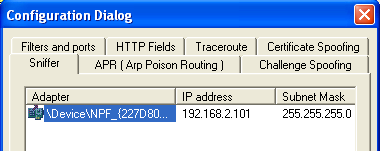 Configuration Dialog
Filters and ports HTTP Fields Traceroute Certificate Spoofing
Sniffer APR ( Arp Poison Routing ) Challenge Spoofing
Adapter IP address Subnet Mask
\Device\NPF_{227D80... 192.168.2.101 255.255.255.0